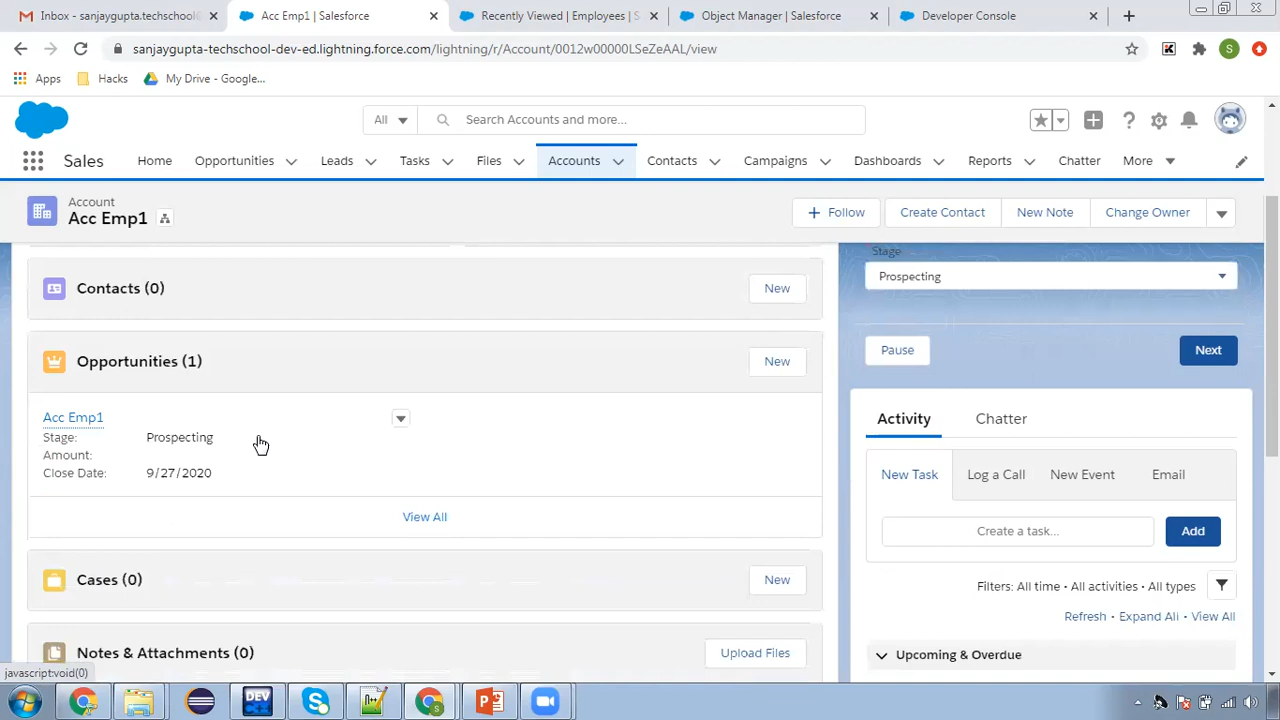 Inbox - sanjaygupta.techschool@
Acc Emp1 | Salesforce
Recently Viewed | Employees | S
Object Manager | Salesforce
Developer Console
sanjaygupta-techschool-dev-ed.lightning.force.com/lightning/r/Account/0012w00000LSeZeAAL/view
S
Apps
Hacks
My Drive - Google...
All
Search Accounts and more...
Sales
Home
Opportunities
Leads
Tasks
Files
Accounts
Contacts
Campaigns
Dashboards
Reports
Chatter
More
Account
Acc Emp1
Follow
Create Contact
New Note
Change Owner
Contacts (0)
New
Opportunities (1)
New
Acc Emp1
Stage: Prospecting
Amount:
Close Date: 9/27/2020
View All
Cases (0)
New
Notes & Attachments (0)
Upload Files
Stage
Prospecting
Pause
Next
Activity
Chatter
New Task
Log a Call
New Event
Email
Create a task...
Add
Filters: All time • All activities • All types
Refresh • Expand All • View All
Upcoming & Overdue
javascript:void(0)
DEV
C++